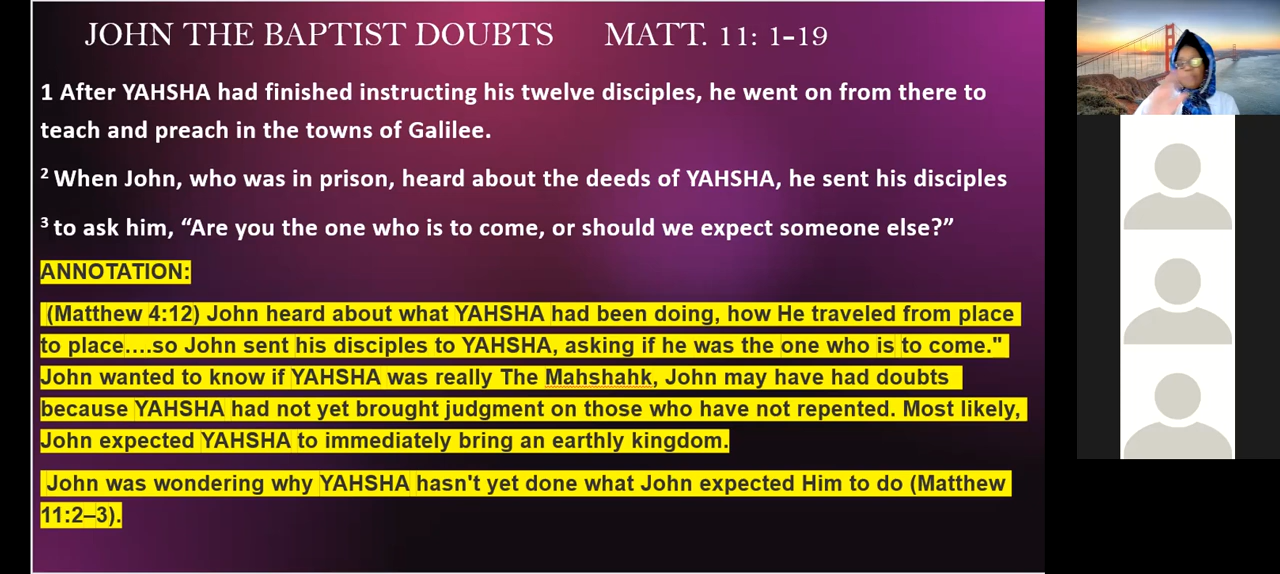 JOHN THE BAPTIST DOUBTS MATT. 11: 1-19
1 After YAHSHA had finished instructing his twelve disciples, he went on from there to
teach and preach in the towns of Galilee.
2 When John, who was in prison, heard about the deeds of YAHSHA, he sent his disciples
3 to ask him, “Are you the one who is to come, or should we expect someone else?”
ANNOTATION:
(Matthew 4:12) John heard about what YAHSHA had been doing, how He traveled from place
to place....so John sent his disciples to YAHSHA, asking if he was the one who is to come."
John wanted to know if YAHSHA was really The Mahshahk, John may have had doubts
because YAHSHA had not yet brought judgment on those who have not repented. Most likely,
John expected YAHSHA to immediately bring an earthly kingdom.
John was wondering why YAHSHA hasn't yet done what John expected Him to do (Matthew
11:2–3).